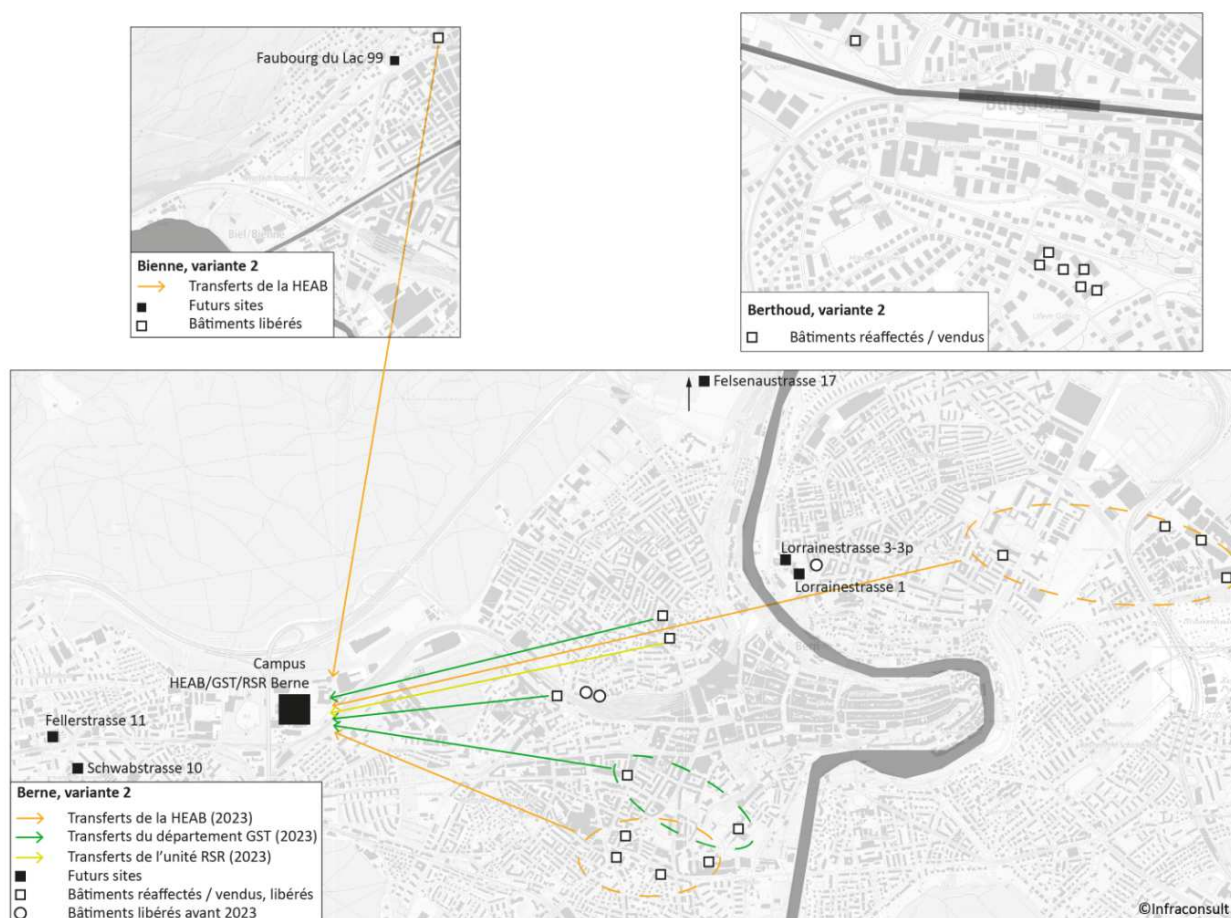 Faubourg du Lac 99
Biel/Bienne
Bienne, variante 2
Transferts de la HEAB
Futurs sites
Bâtiments libérés
Burgdorf
Berthoud, variante 2
Bâtiments réaffectés / vendus
Felsenaustrasse 17
Lorrainestrasse 3-3p
Lorrainestrasse 1
Campus
HEAB/GST/RSR Berne
Fellerstrasse 11
Schwabstrasse 10
Berne, variante 2
Transferts de la HEAB (2023)
Transferts du département GST (2023)
Transferts de l'unité RSR (2023)
Futurs sites
Bâtiments réaffectés / vendus, libérés
Bâtiments libérés avant 2023
©Infraconsult